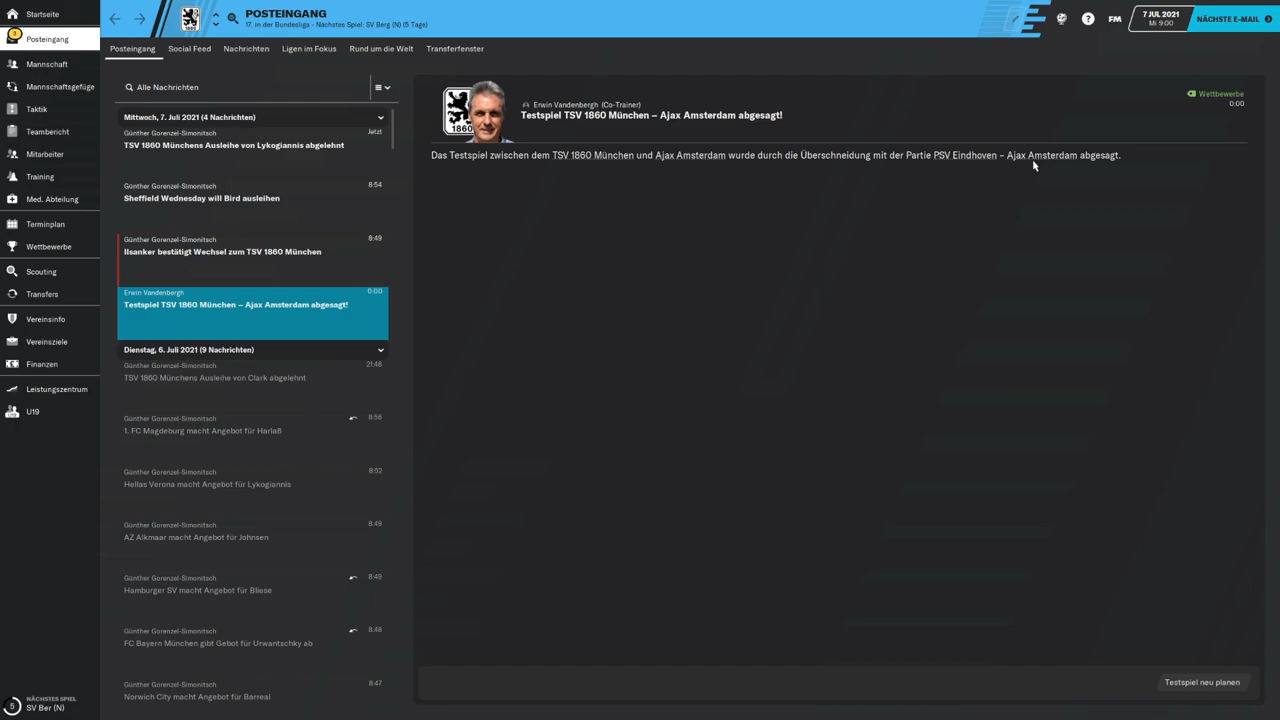 Startseite
Posteingang
3
Mannschaft
Mannschaftsgefüge
Taktik
Teambericht
Mitarbeiter
Training
Med. Abteilung
Terminplan
Wettbewerbe
Scouting
Transfers
Vereinsinfo
Vereinsziele
Finanzen
Leistungszentrum
U19
5
NÄCHSTES SPIEL
SV Ber (N)
POSTEINGANG
17. in der Bundesliga - Nächstes Spiel: SV Berg (N) (5 Tage)
FM
7 JUL 2021
Mi 9:00
NÄCHSTE E-MAIL
Posteingang
Social Feed
Nachrichten
Ligen im Fokus
Rund um die Welt
Transferfenster
Alle Nachrichten
Mittwoch, 7. Juli 2021 (4 Nachrichten)
Günther Gorenzel-Simonitsch Jetzt
TSV 1860 Münchens Ausleihe von Lykogiannis abgelehnt
Günther Gorenzel-Simonitsch 8:54
Sheffield Wednesday will Bird ausleihen
Günther Gorenzel-Simonitsch 8:49
Ilsanker bestätigt Wechsel zum TSV 1860 München
Erwin Vandenbergh 0:00
Testspiel TSV 1860 München – Ajax Amsterdam abgesagt!
Dienstag, 6. Juli 2021 (9 Nachrichten)
Günther Gorenzel-Simonitsch 21:48
TSV 1860 Münchens Ausleihe von Clark abgelehnt
Günther Gorenzel-Simonitsch 8:56
1. FC Magdeburg macht Angebot für Harlaß
Günther Gorenzel-Simonitsch 8:52
Hellas Verona macht Angebot für Lykogiannis
Günther Gorenzel-Simonitsch 8:49
AZ Alkmaar macht Angebot für Johnsen
Günther Gorenzel-Simonitsch 8:49
Hamburger SV macht Angebot für Bliese
Günther Gorenzel-Simonitsch 8:48
FC Bayern München gibt Gebot für Urwantschky ab
Günther Gorenzel-Simonitsch 8:47
Norwich City macht Angebot für Barreal
1860
Erwin Vandenbergh (Co-Trainer)
Testspiel TSV 1860 München – Ajax Amsterdam abgesagt!
Wettbewerbe
0:00
Das Testspiel zwischen dem TSV 1860 München und Ajax Amsterdam wurde durch die Überschneidung mit der Partie PSV Eindhoven – Ajax Amsterdam abgesagt.
Testspiel neu planen